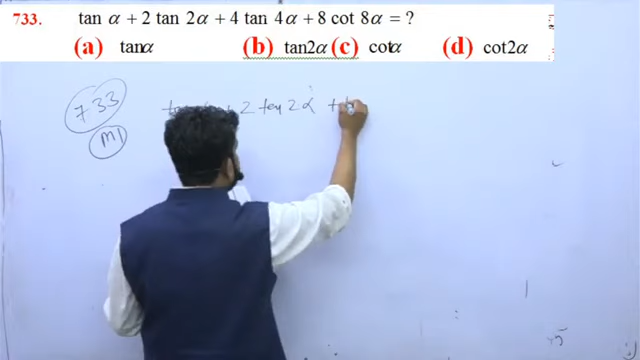 733. tan α + 2 tan 2α + 4 tan 4α + 8 cot 8α = ?
(a) tanα (b) tan2α (c) cotα (d) cot2α
733
M1
2 tan 2α +